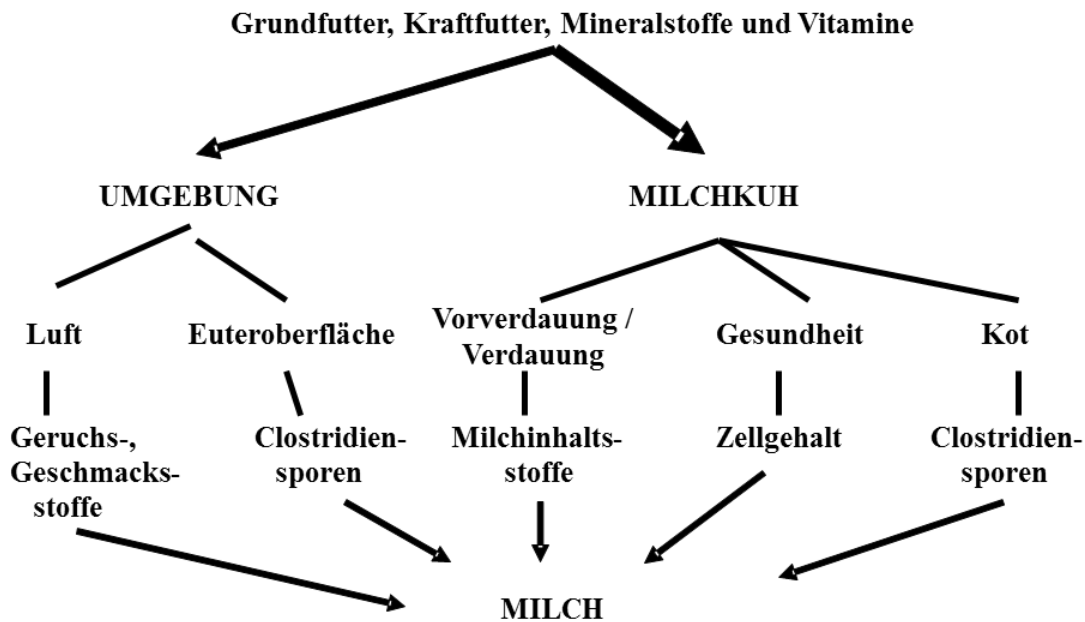 Grundfutter, Kraftfutter, Mineralstoffe und Vitamine
UMGEBUNG
MILCHKUH
Luft
Euteroberfläche
Vorverdauung /
Verdauung
Gesundheit
Kot
Geruchs-,
Geschmacks-
stoffe
Clostridien-
sporen
Milchinhalts-
stoffe
Zellgehalt
Clostridien-
sporen
MILCH